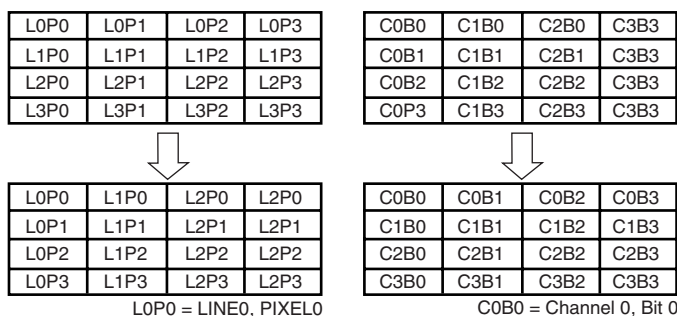 L0P0 L0P1 L0P2 L0P3
L1P0 L1P1 L1P2 L1P3
L2P0 L2P1 L2P2 L2P3
L3P0 L3P1 L3P2 L3P3
C0B0 C1B0 C2B0 C3B3
C0B1 C1B1 C2B1 C3B3
C0B2 C1B2 C2B2 C3B3
C0P3 C1B3 C2B3 C3B3
L0P0 L1P0 L2P0 L2P0
L0P1 L1P1 L2P1 L2P1
L0P2 L1P2 L2P2 L2P2
L0P3 L1P3 L2P3 L2P3
L0P0 = LINE0, PIXEL0
C0B0 C0B1 C0B2 C0B3
C1B0 C1B1 C1B2 C1B3
C2B0 C2B1 C2B2 C2B3
C3B0 C3B1 C3B2 C3B3
C0B0 = Channel 0, Bit 0